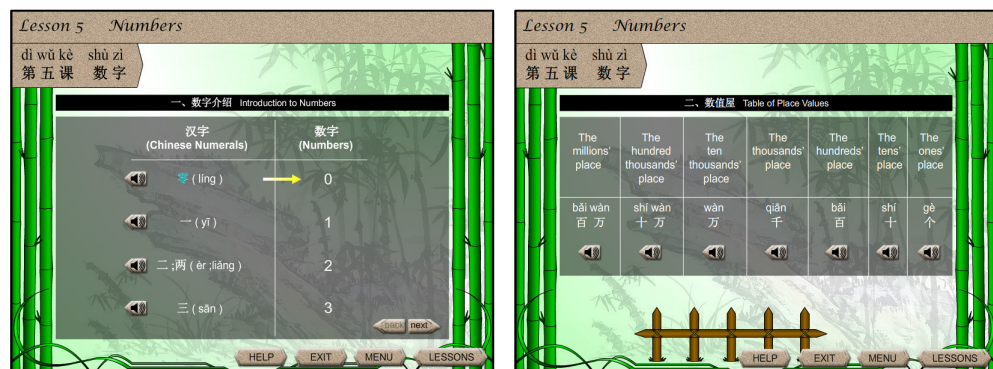 Lesson 5 Numbers
dì wǔ kè shù zì
第五课 数字
一、数字介绍 Introduction to Numbers
汉字 数字
(Chinese Numerals) (Numbers)
零 ( líng ) 0
一 ( yī ) 1
二 ;两 ( èr ;liǎng ) 2
三 ( sān ) 3
back next
HELP EXIT MENU LESSONS
Lesson 5 Numbers
dì wǔ kè shù zì
第五课 数字
二、数值屋 Table of Place Values
The millions' place
The hundred thousands' place
The ten thousands' place
The thousands' place
The hundreds' place
The tens' place
The ones' place
bǎi wàn shí wàn wàn qiān bǎi shí gè
百万 十万 万 千 百 十 个
HELP EXIT MENU LESSONS